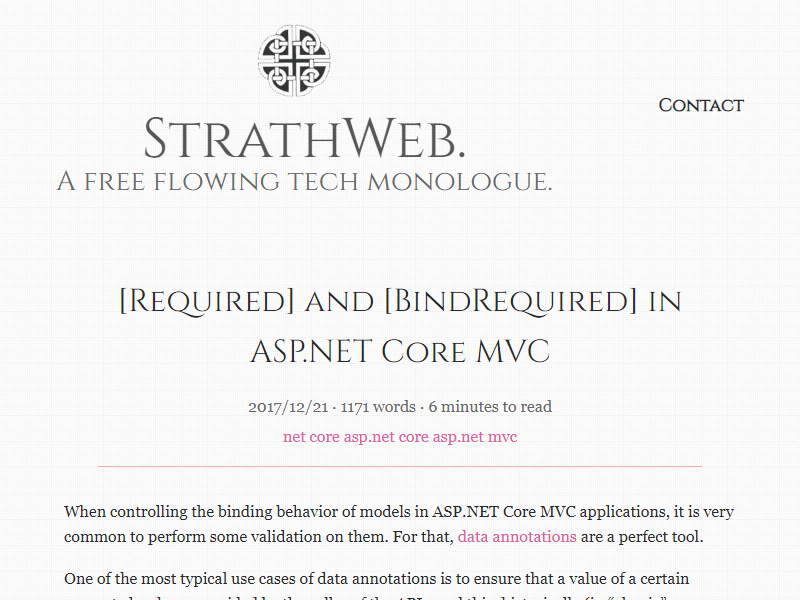 StrathWeb.
A free flowing tech monologue.
Contact
[Required] and [BindRequired] in
ASP.NET Core MVC
2017/12/21 · 1171 words · 6 minutes to read
net core asp.net core asp.net mvc
When controlling the binding behavior of models in ASP.NET Core MVC applications, it is very
common to perform some validation on them. For that, data annotations are a perfect tool.
One of the most typical use cases of data annotations is to ensure that a value of a certain